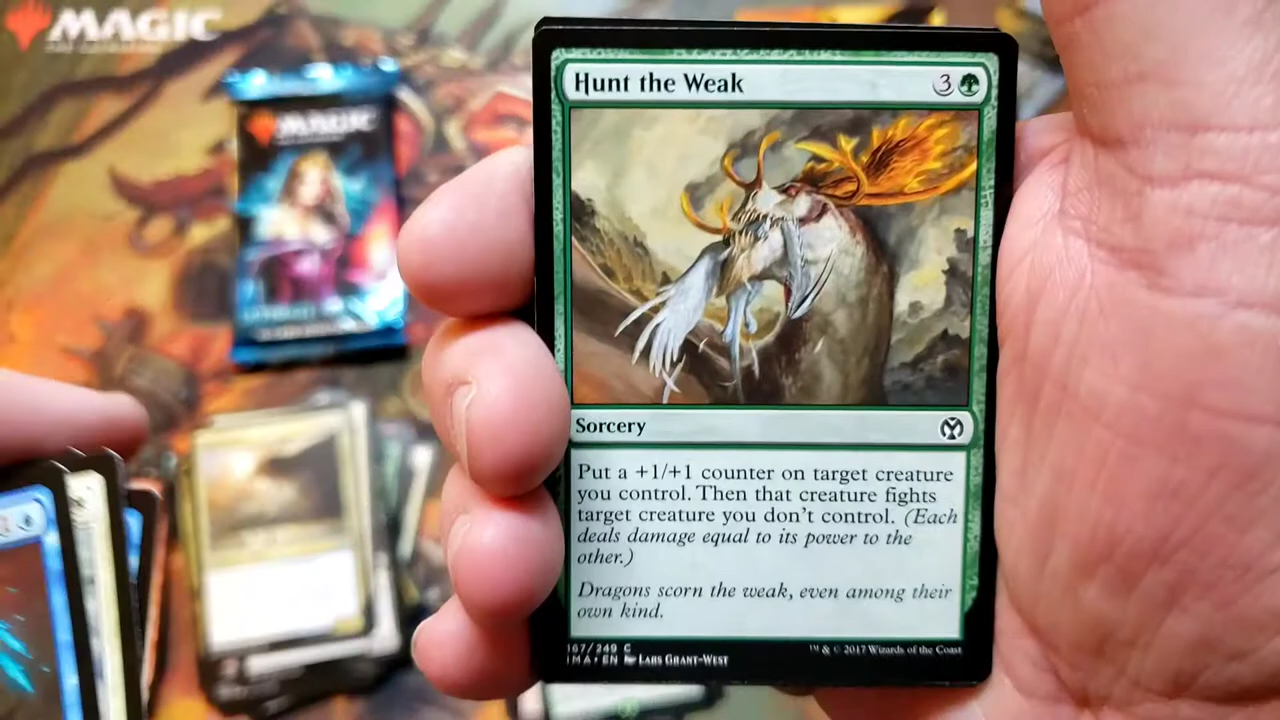 MAGIC
MAGIC
Hunt the Weak
3
Sorcery
Put a +1/+1 counter on target creature
you control. Then that creature fights
target creature you don't control. (Each
deals damage equal to its power to the
other.)
Dragons scorn the weak, even among their
own kind.
167/249 C
IMA • EN Lars Grant-West
™ & © 2017 Wizards of the Coast